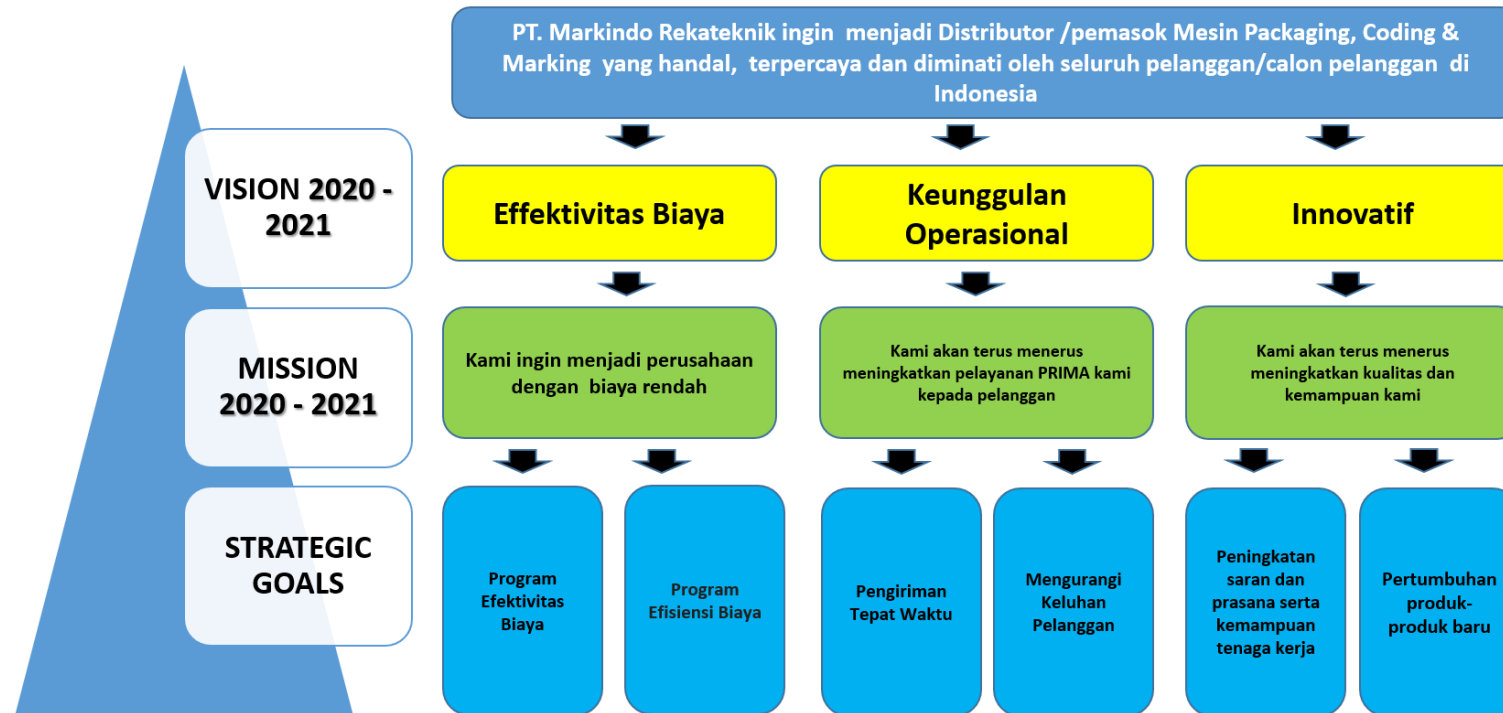 PT. Markindo Rekateknik ingin menjadi Distributor /pemasok Mesin Packaging, Coding &
Marking yang handal, terpercaya dan diminati oleh seluruh pelanggan/calon pelanggan di
Indonesia
VISION 2020 -
2021
Effektivitas Biaya
Keunggulan
Operasional
Innovatif
MISSION
2020 - 2021
Kami ingin menjadi perusahaan
dengan biaya rendah
Kami akan terus menerus
meningkatkan pelayanan PRIMA kami
kepada pelanggan
Kami akan terus menerus
meningkatkan kualitas dan
kemampuan kami
STRATEGIC
GOALS
Program
Efektivitas
Biaya
Program
Efisiensi Biaya
Pengiriman
Tepat Waktu
Mengurangi
Keluhan
Pelanggan
Peningkatan
saran dan
prasana serta
kemampuan
tenaga kerja
Pertumbuhan
produk-
produk baru